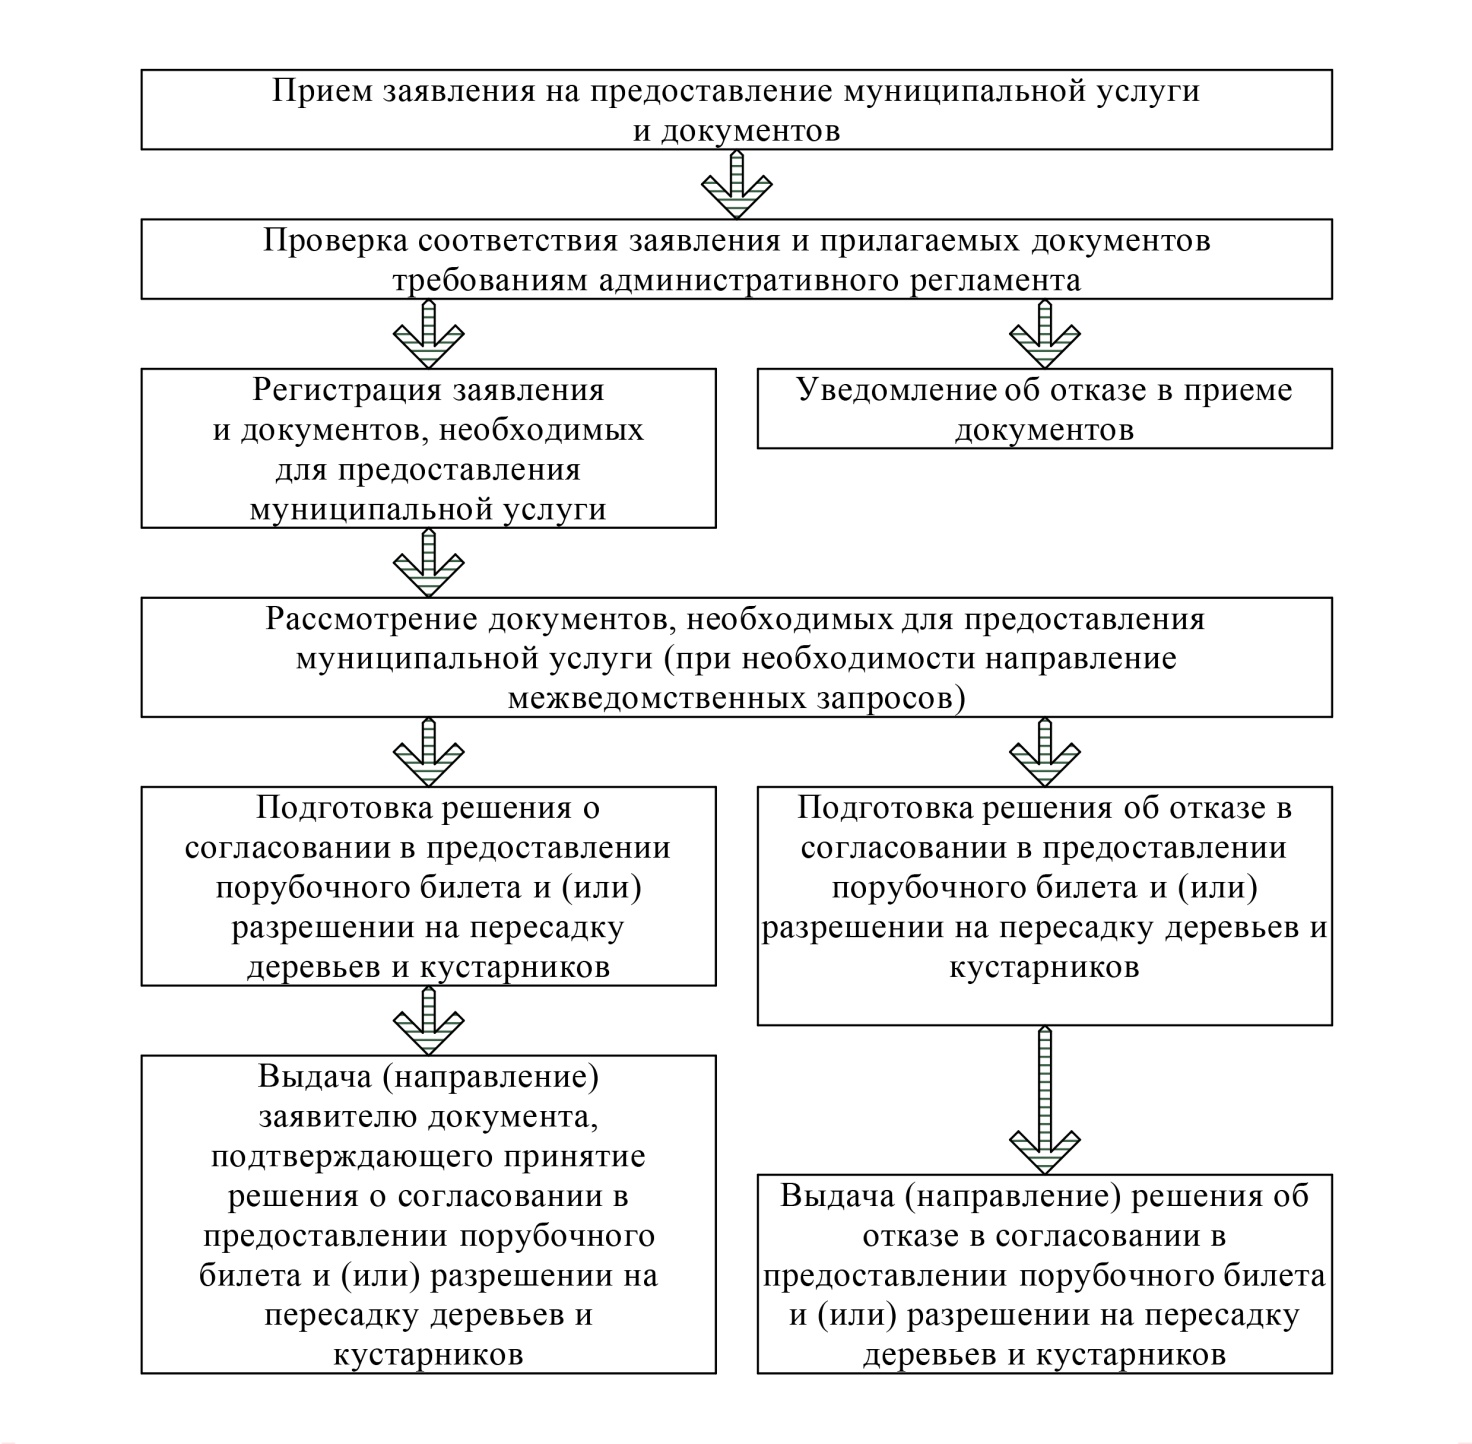 Прием заявления на предоставление муниципальной услуги
и документов
Проверка соответствия заявления и прилагаемых документов
требованиям административного регламента
Регистрация заявления
и документов, необходимых
для предоставления
муниципальной услуги
Уведомление об отказе в приеме
документов
Рассмотрение документов, необходимых для предоставления
муниципальной услуги (при необходимости направление
межведомственных запросов)
Подготовка решения о
согласовании в предоставлении
порубочного билета и (или)
разрешении на пересадку
деревьев и кустарников
Подготовка решения об отказе в
согласовании в предоставлении
порубочного билета и (или)
разрешении на пересадку деревьев и
кустарников
Выдача (направление)
заявителю документа,
подтверждающего принятие
решения о согласовании в
предоставлении порубочного
билета и (или) разрешении на
пересадку деревьев и
кустарников
Выдача (направление) решения об
отказе в согласовании в
предоставлении порубочного билета
и (или) разрешении на пересадку
деревьев и кустарников